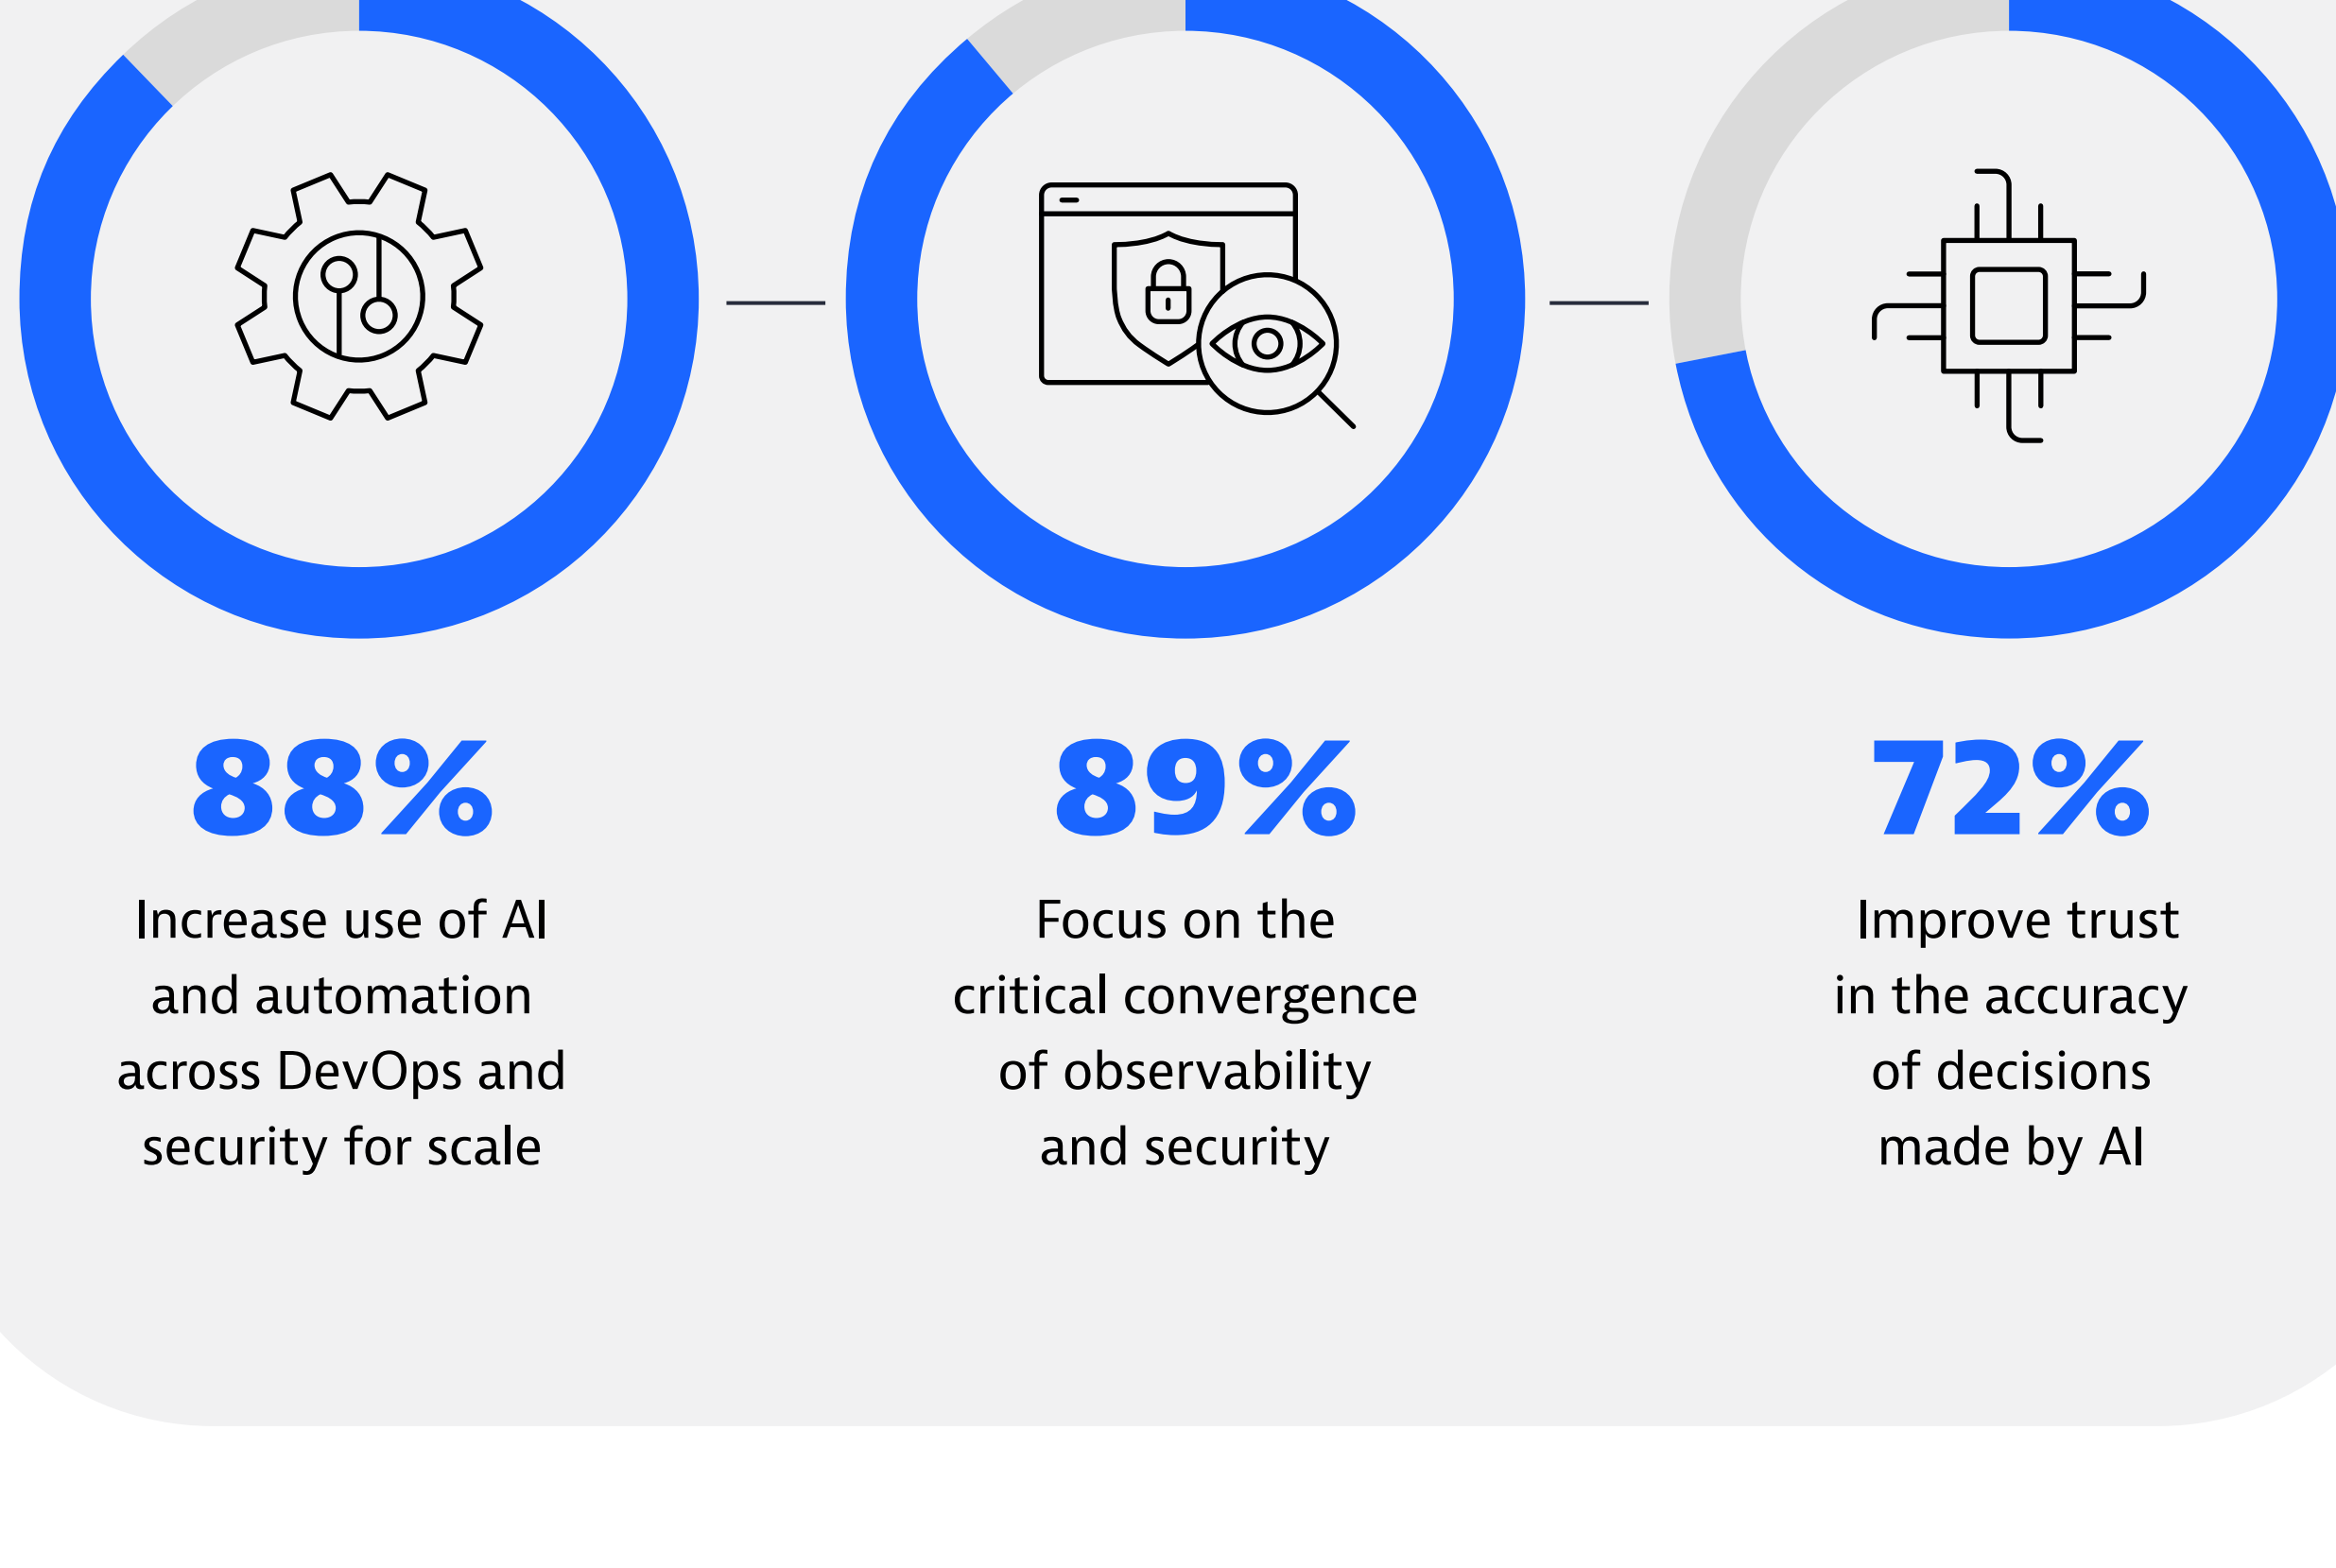 88%
Increase use of AI
and automation
across DevOps and
security for scale
89%
Focus on the
critical convergence
of observability
and security
72%
Improve trust
in the accuracy
of decisions
made by AI